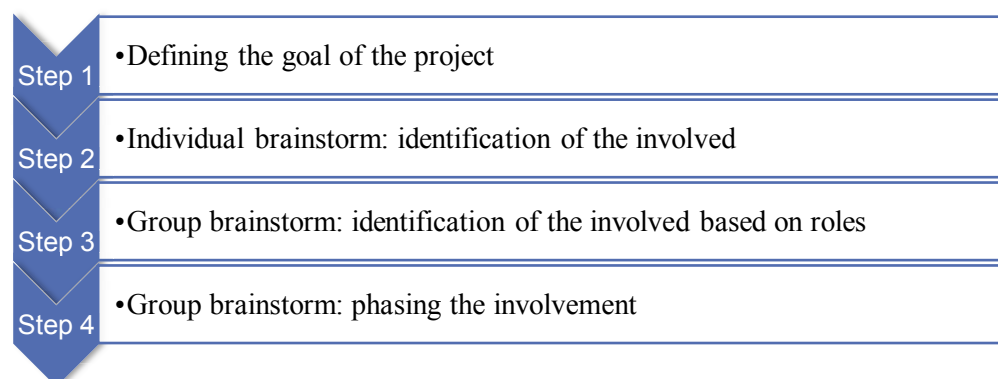 Step 1
•Defining the goal of the project
Step 2
•Individual brainstorm: identification of the involved
Step 3
•Group brainstorm: identification of the involved based on roles
Step 4
•Group brainstorm: phasing the involvement